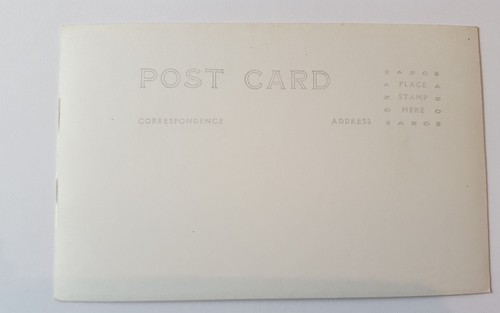 POST CARD
CORRESPONDENCE
ADDRESS
PLACE
STAMP
HERE